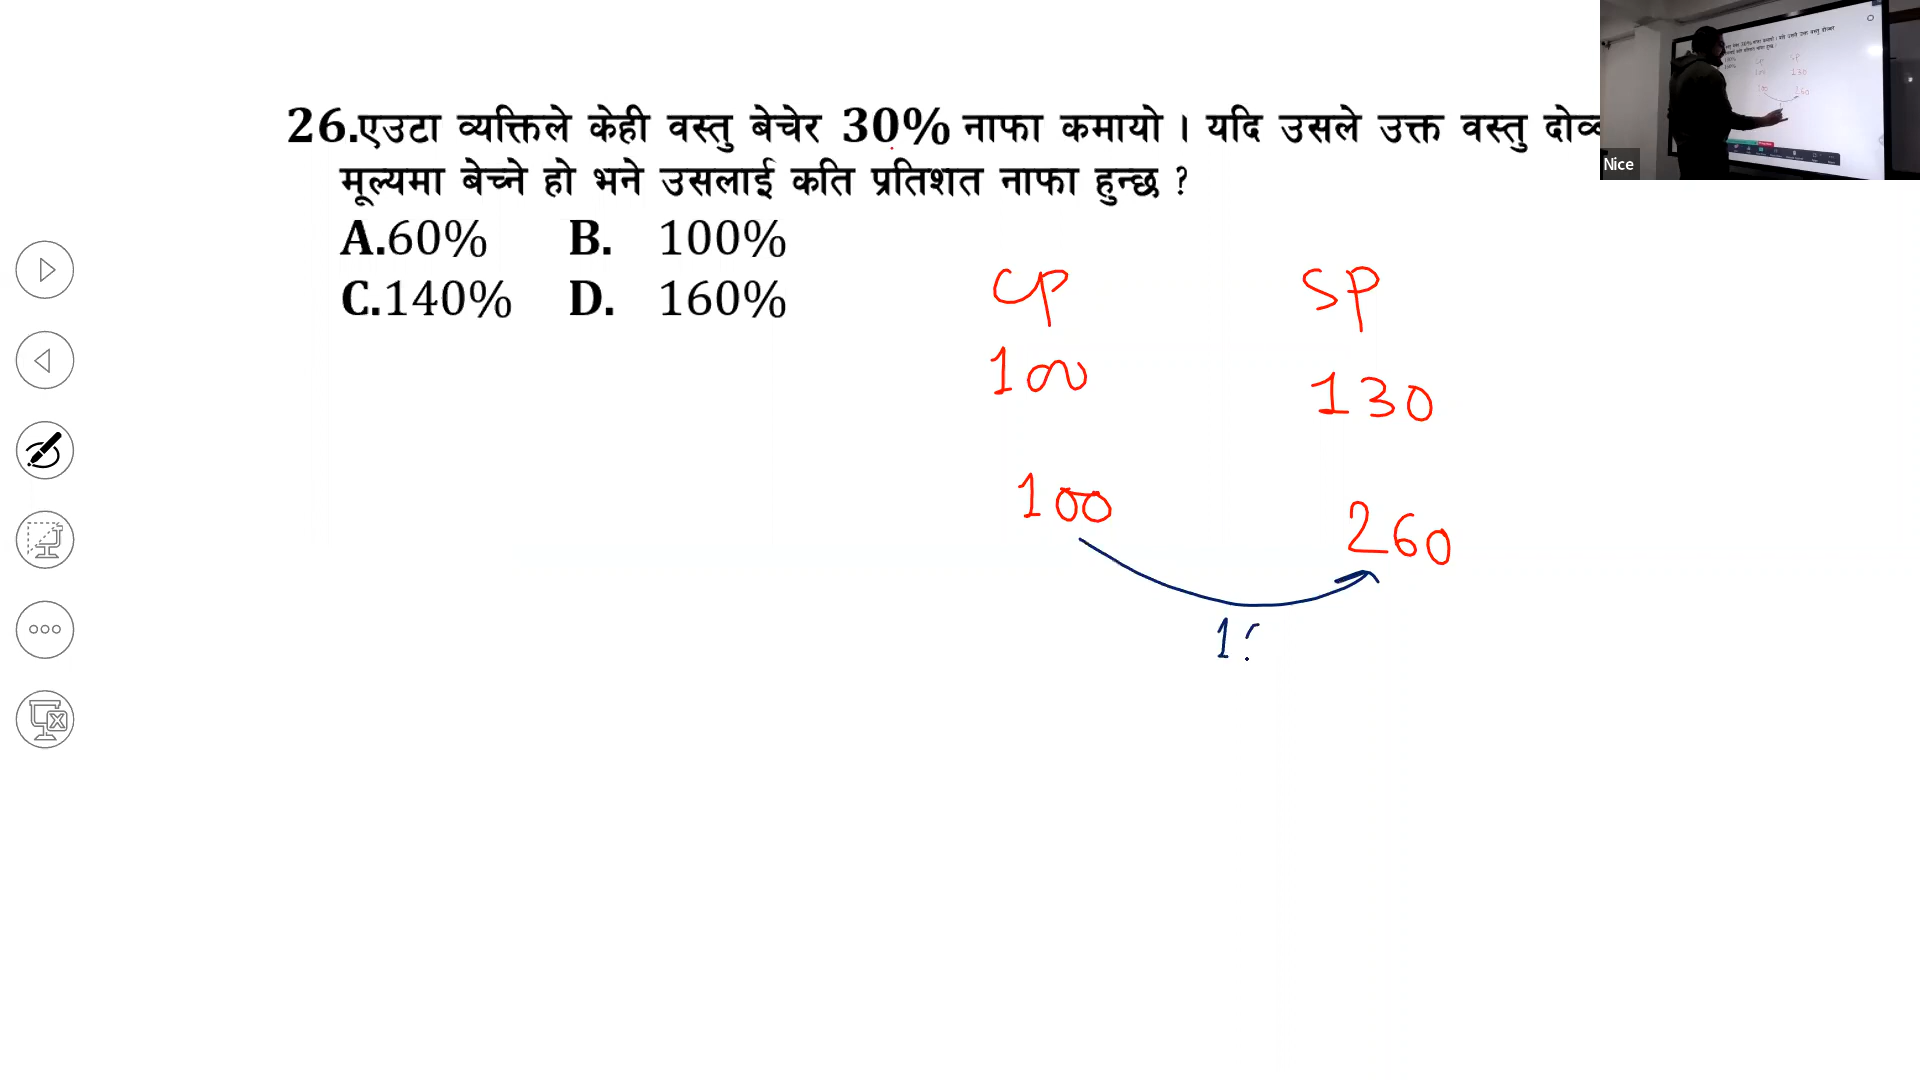 26.एउटा व्यक्तिले केही वस्तु बेचेर 30% नाफा कमायो । यदि उसले उक्त वस्तु
मूल्यमा बेच्ने हो भने उसलाई कति प्रतिशत नाफा हुन्छ ?
A.60% B. 100%
C.140% D. 160%
CP SP
100 130
100 260
1
Nice